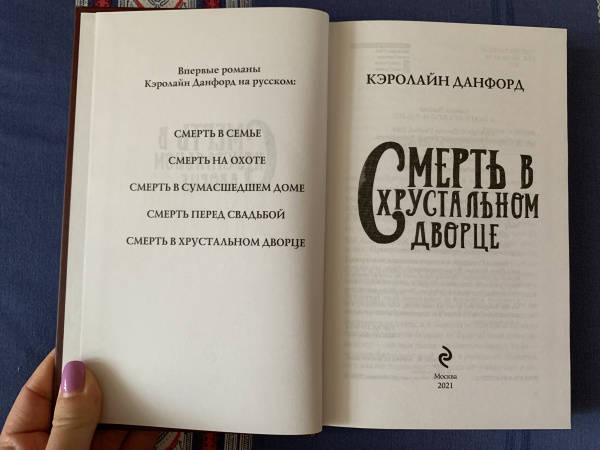 Впервые романы
Кэролайн Данфорд на русском:
СМЕРТЬ В СЕМЬЕ
СМЕРТЬ НА ОХОТЕ
СМЕРТЬ В СУМАСШЕДШЕМ ДОМЕ
СМЕРТЬ ПЕРЕД СВАДЬБОЙ
СМЕРТЬ В ХРУСТАЛЬНОМ ДВОРЦЕ
КЭРОЛАЙН ДАНФОРД
СМЕРТЬ В
ХРУСТАЛЬНОМ
ДВОРЦЕ
Москва
2021